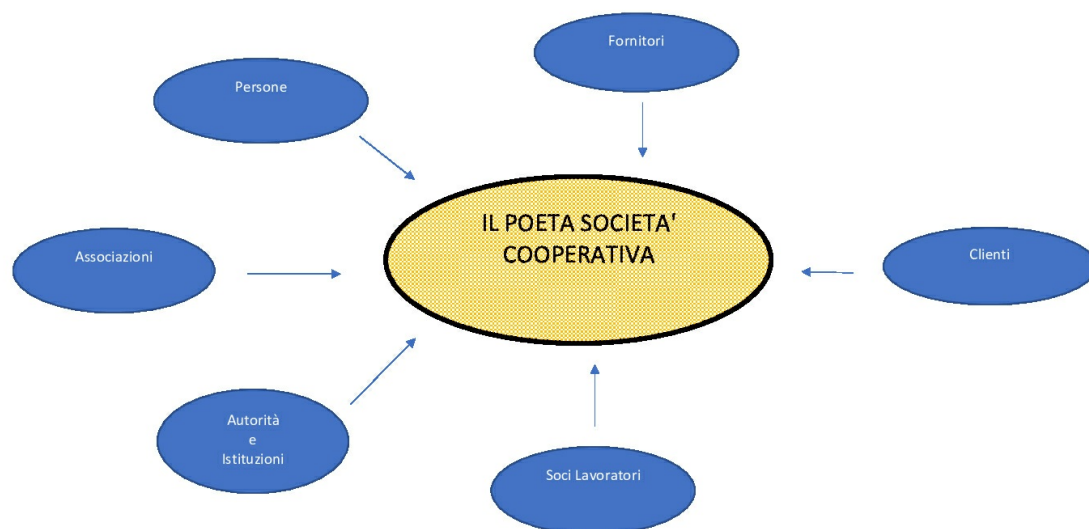 Fornitori
Persone
IL POETA SOCIETA'
COOPERATIVA
Associazioni
Clienti
Autorità
e
Istituzioni
Soci Lavoratori